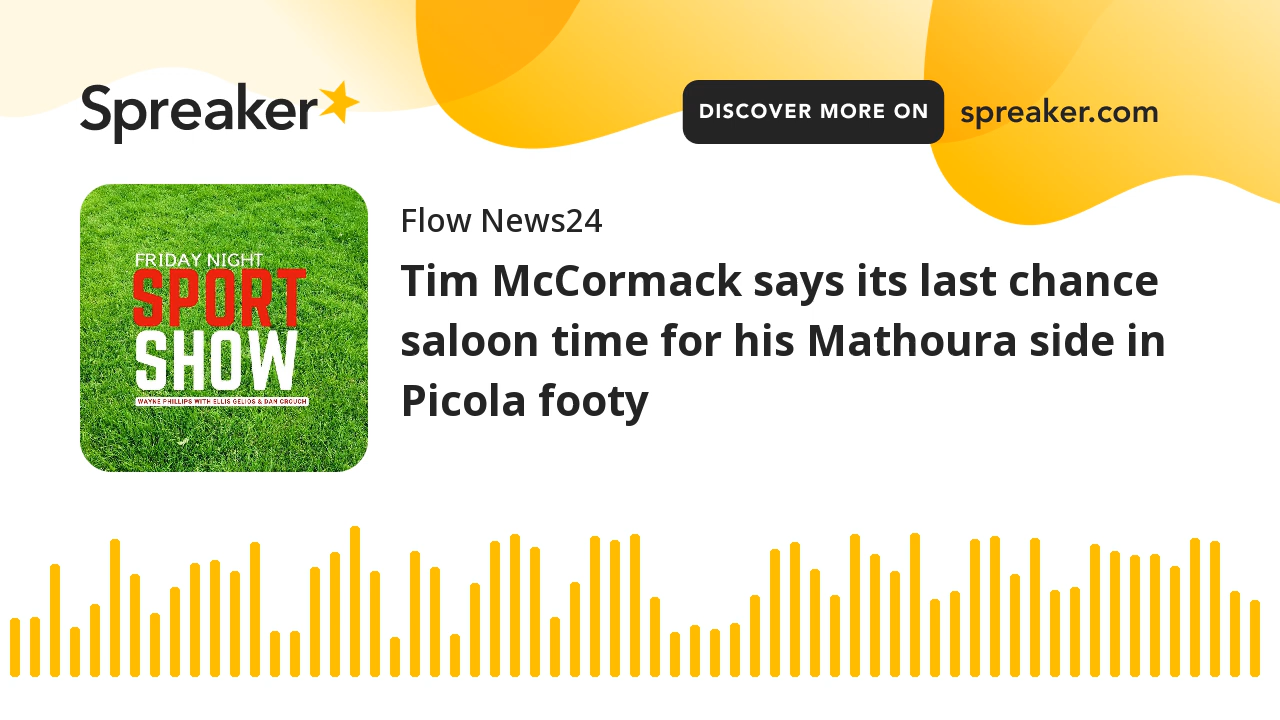 Spreaker
DISCOVER MORE ON
spreaker.com
FRIDAY NIGHT
SPORT
SHOW
WAYNE PHILLIPS WITH ELLIS GELIOS & DAN CROUCH
Flow News24
Tim McCormack says its last chance
saloon time for his Mathoura side in
Picola footy